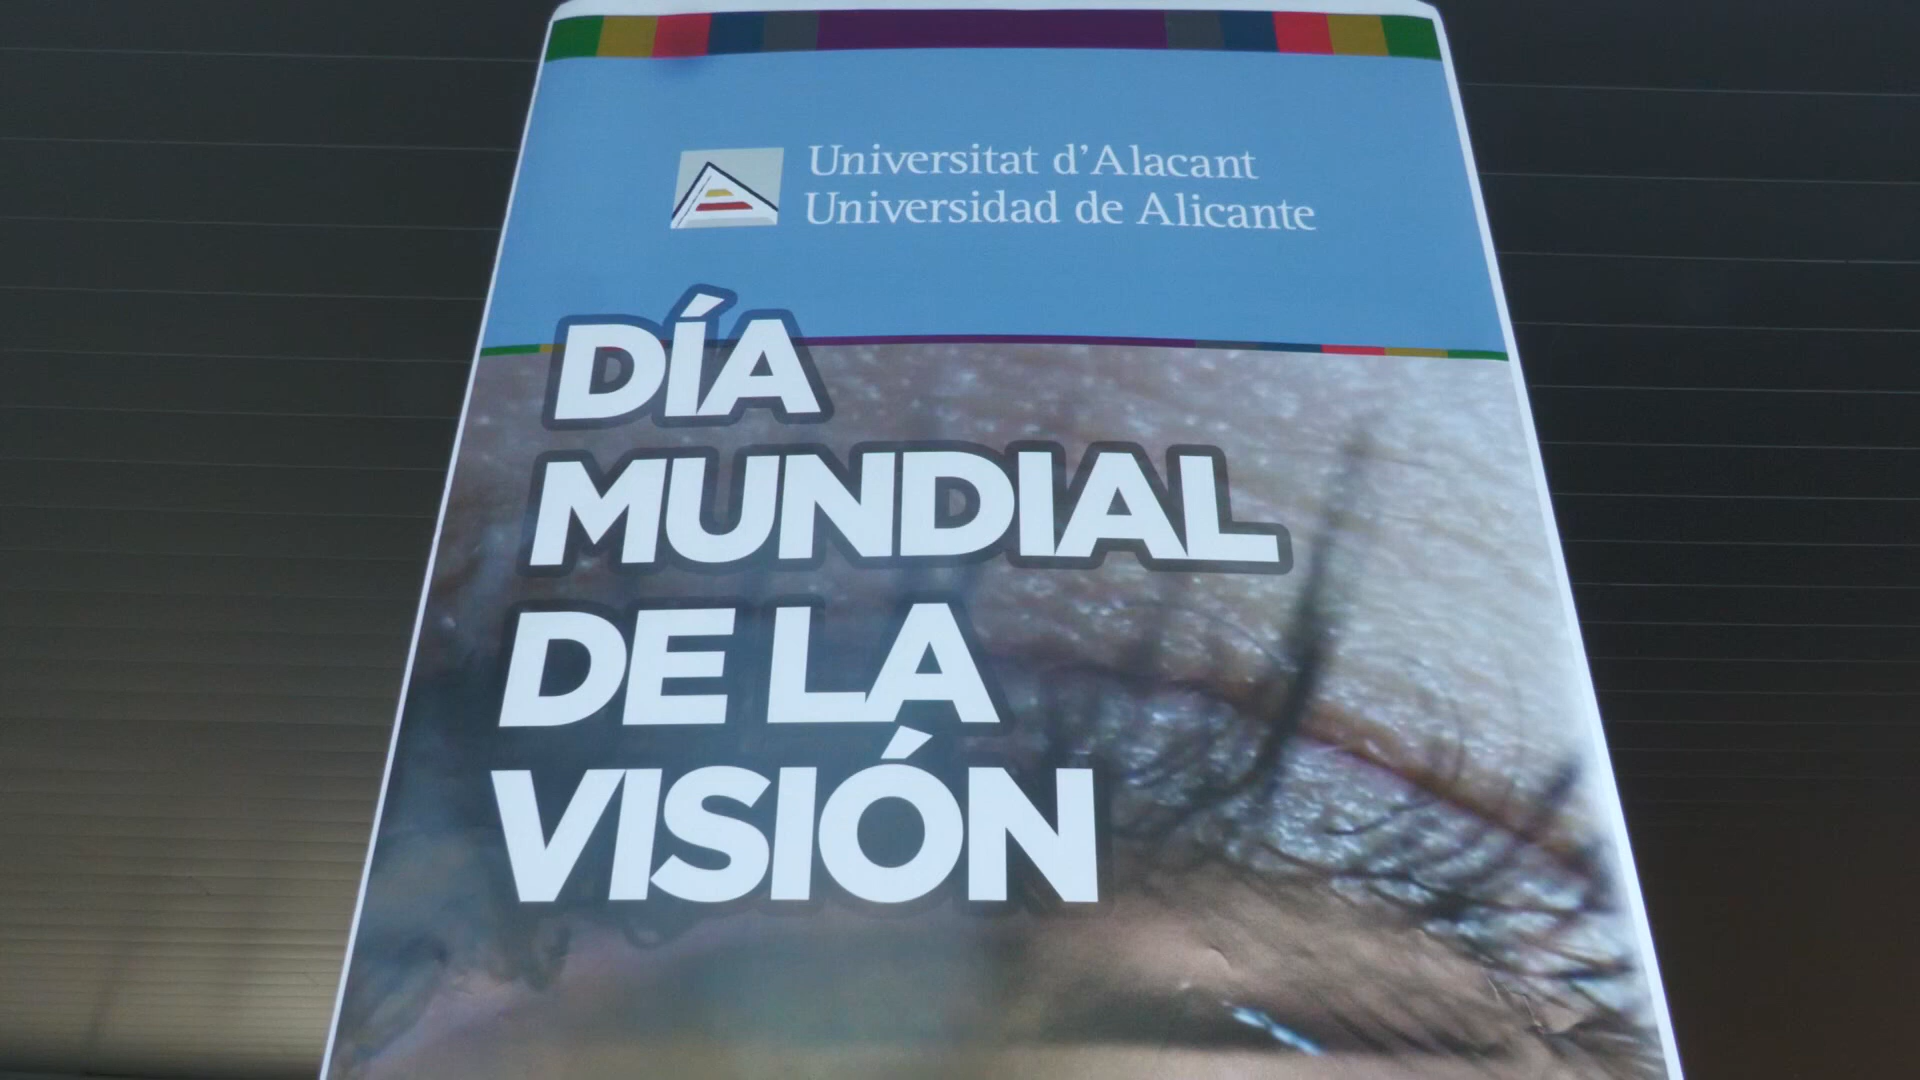 Universitat d'Alacant
Universidad de Alicante
DÍA
MUNDIAL
DE LA
VISIÓN